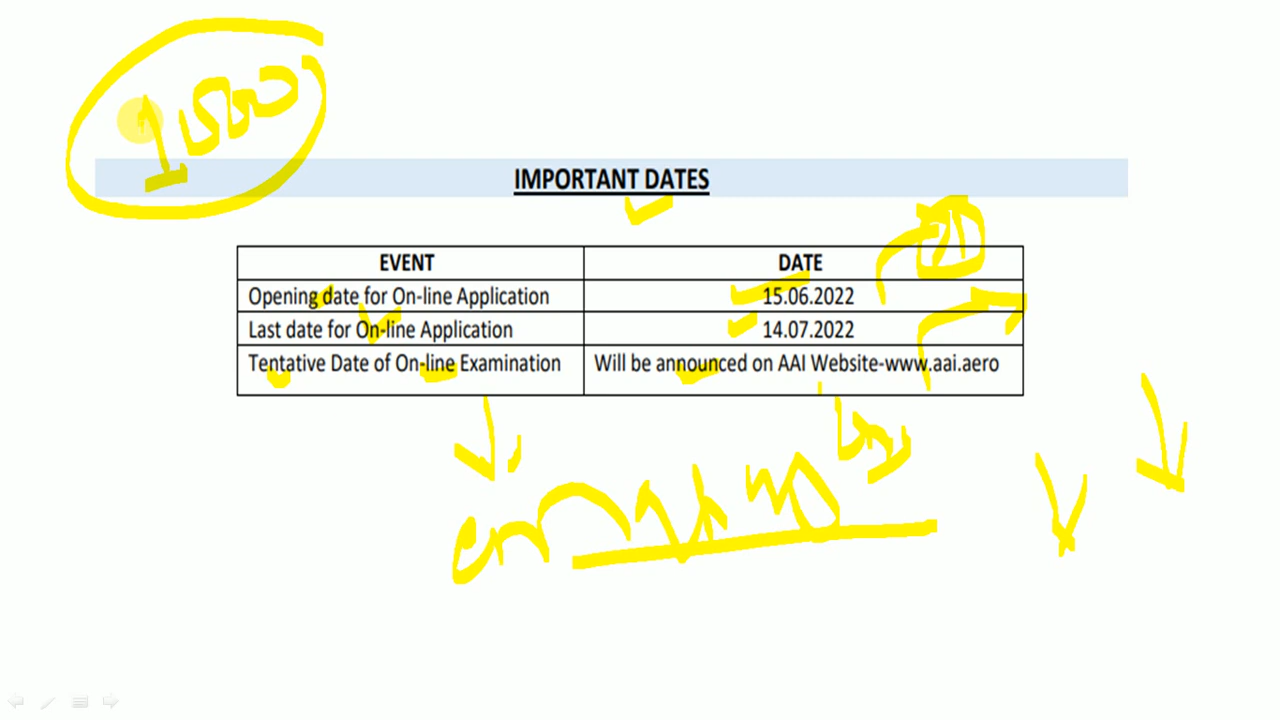 IMPORTANT DATES
EVENT DATE
Opening date for On-line Application 15.06.2022
Last date for On-line Application 14.07.2022
Tentative Date of On-line Examination Will be announced on AAI Website-www.aai.aero